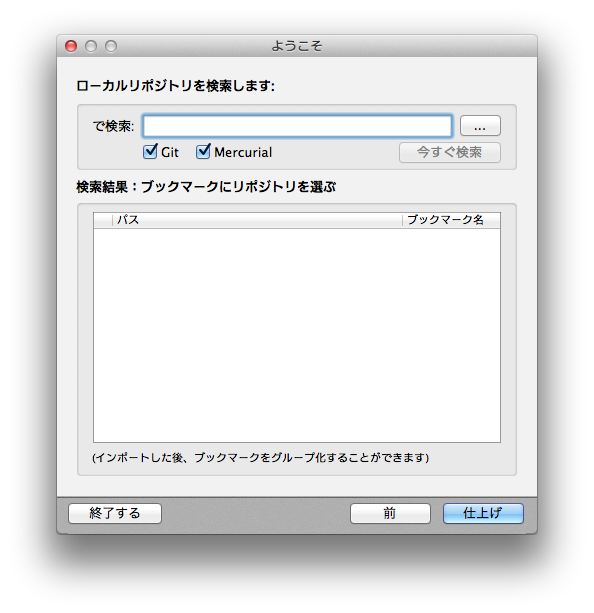 ようこそ
ローカルリポジトリを検索します:
で検索:
...
Git Mercurial 今すぐ検索
検索結果：ブックマークにリポジトリを選ぶ
パス ブックマーク名
(インポートした後、ブックマークをグループ化することができます)
終了する 前 仕上げ